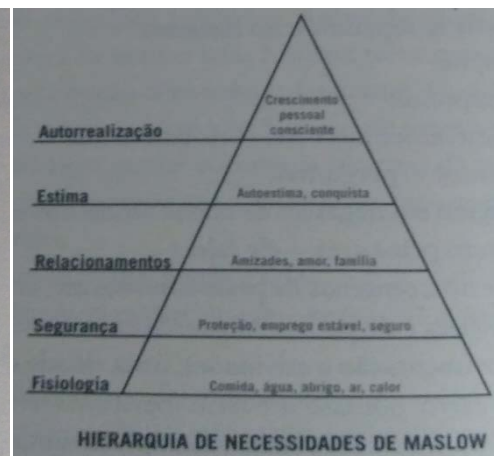 Crescimento
pessoal
consciente
Autorrealização
Estima
Autoestima, conquista
Relacionamentos
Amizades, amor, família
Segurança
Proteção, emprego estável, seguro
Fisiologia
Comida, água, abrigo, ar, calor
HIERARQUIA DE NECESSIDADES DE MASLOW